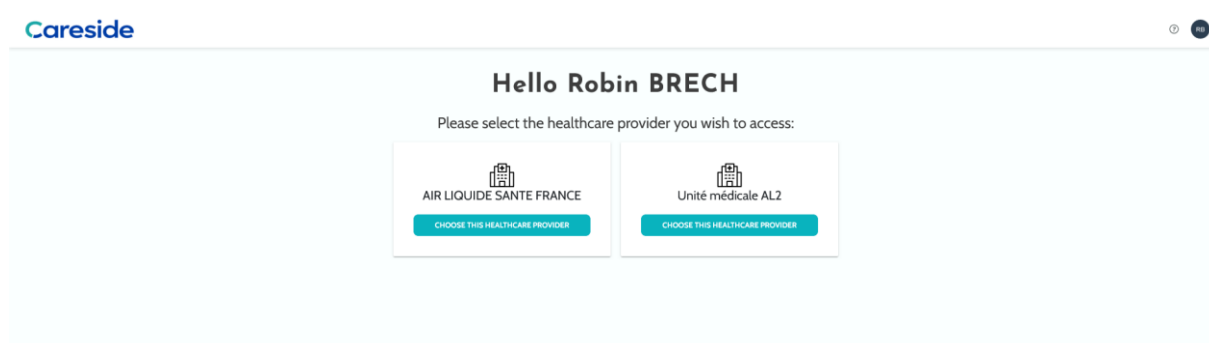 Careside
RB
Hello Robin BRECH
Please select the healthcare provider you wish to access:
AIR LIQUIDE SANTE FRANCE
CHOOSE THIS HEALTHCARE PROVIDER
Unité médicale AL2
CHOOSE THIS HEALTHCARE PROVIDER